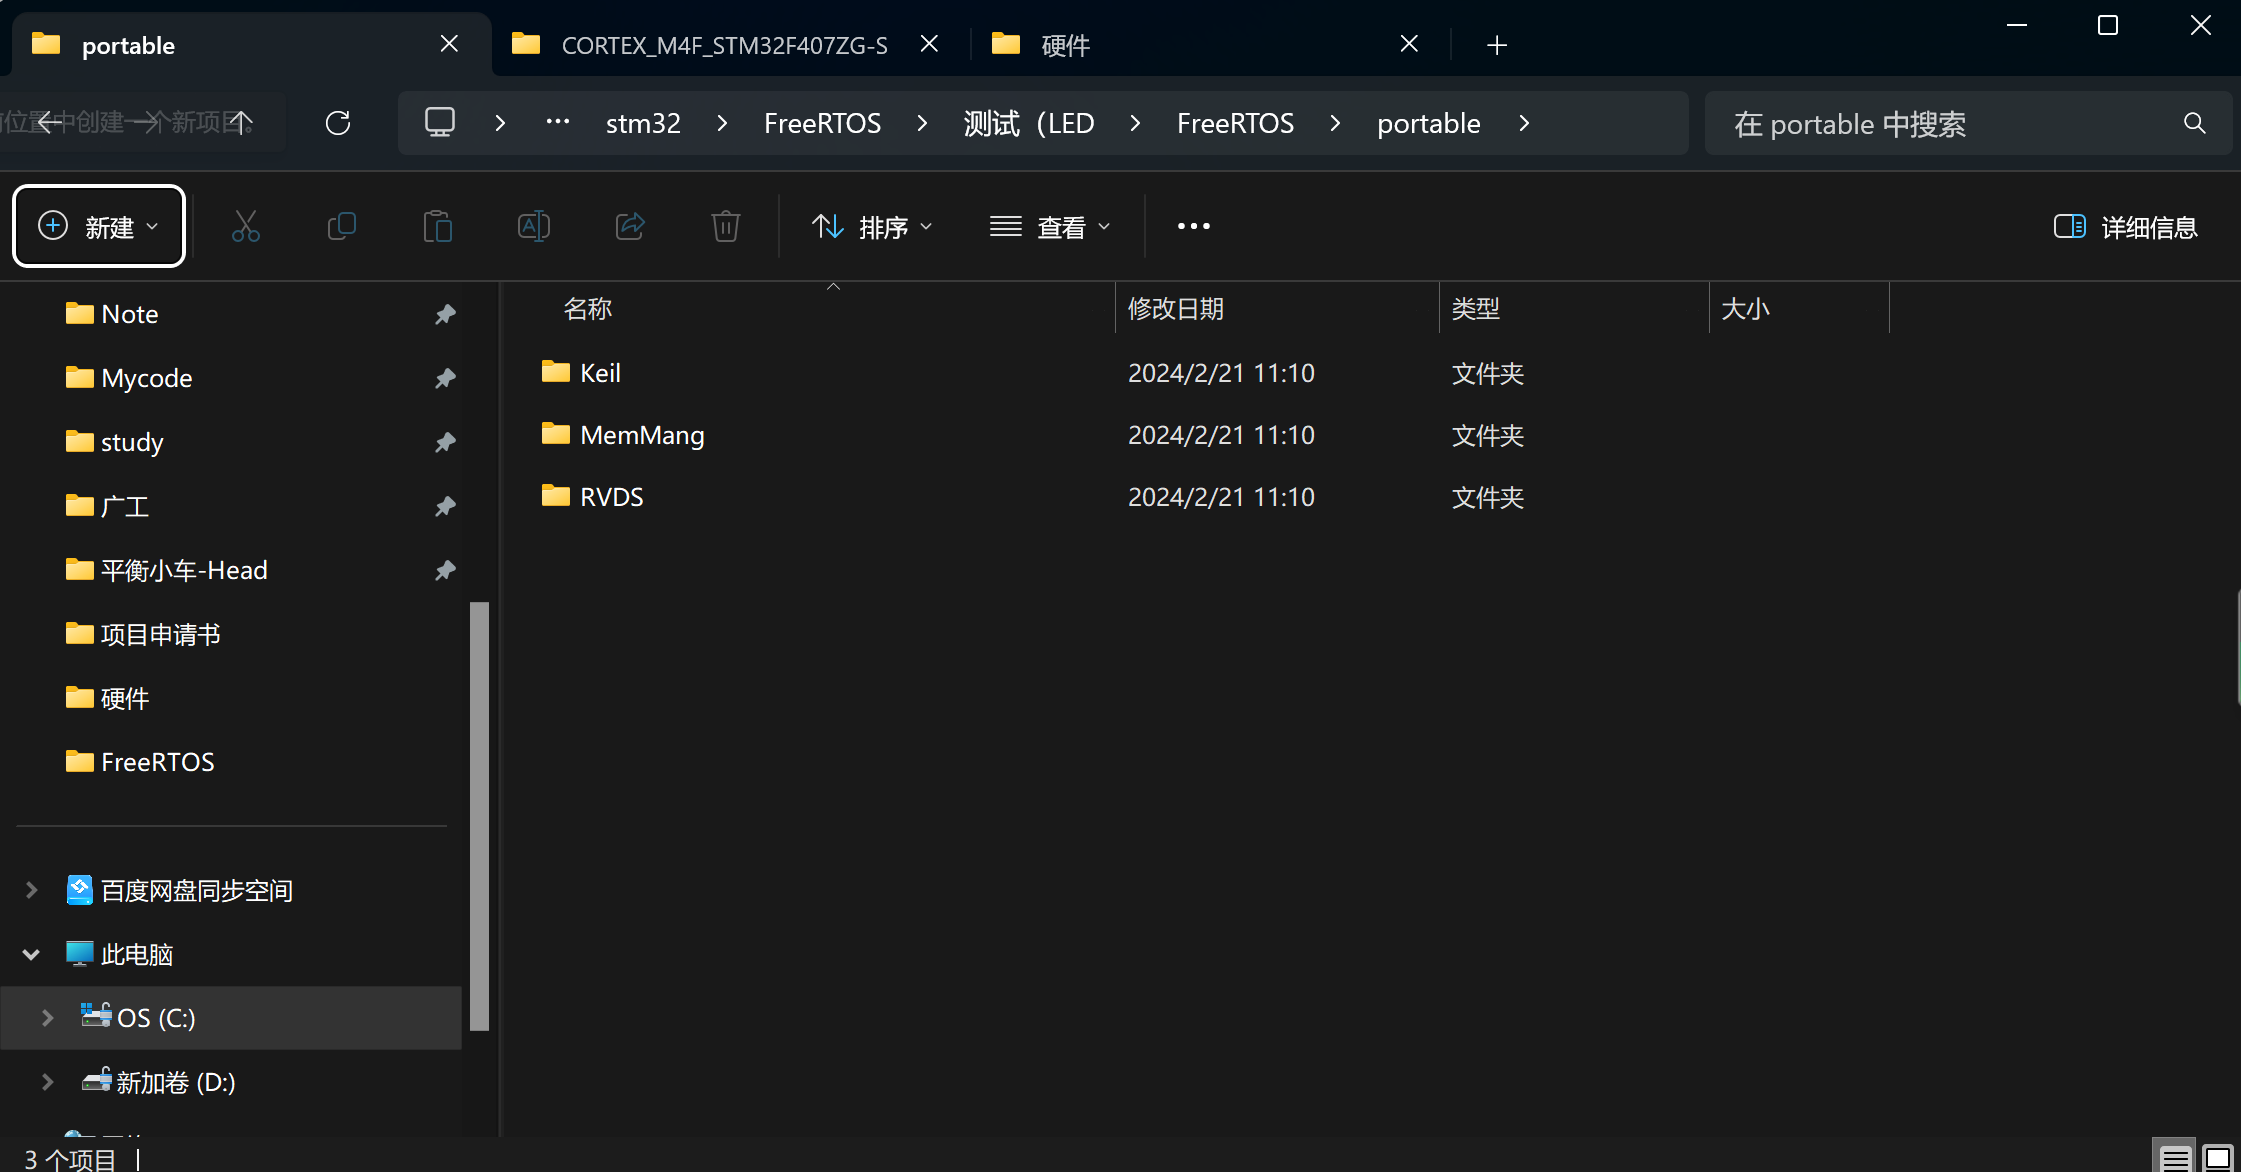 portable
CORTEX_M4F_STM32F407ZG-S
硬件
位置中创建一个新项目。
stm32 FreeRTOS 测试（LED FreeRTOS portable
在 portable 中搜索
新建
排序
查看
详细信息
Note
Mycode
study
广工
平衡小车-Head
项目申请书
硬件
FreeRTOS
百度网盘同步空间
此电脑
OS (C:)
新加卷 (D:)
名称 修改日期 类型 大小
Keil 2024/2/21 11:10 文件夹
MemMang 2024/2/21 11:10 文件夹
RVDS 2024/2/21 11:10 文件夹
3 个项目